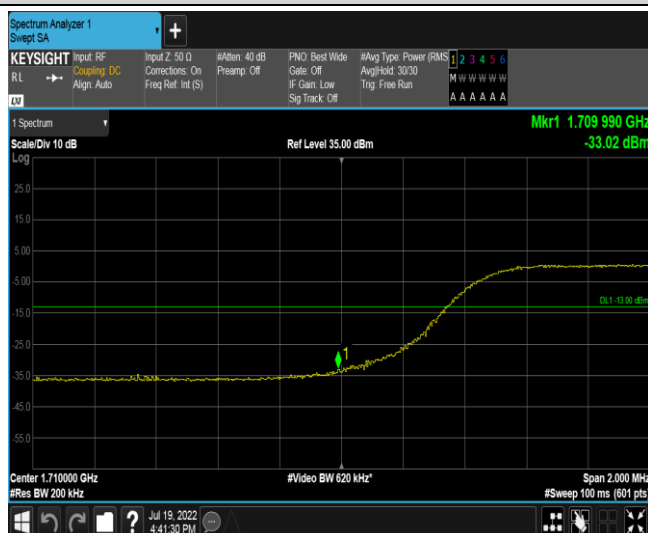 Spectrum Analyzer 1
Swept SA
+
KEYSIGHT
RL
LXI
Input: RF
Coupling: DC
Align: Auto
Input Z: 50 Ω
Corrections: On
Freq Ref: Int (S)
#Atten: 40 dB
Preamp: Off
PNO: Best Wide
Gate: Off
IF Gain: Low
Sig Track: Off
#Avg Type: Power (RMS
Avg|Hold: 30/30
Trig: Free Run
1 2 3 4 5 6
M W W W W W
A A A A A A
1 Spectrum
Scale/Div 10 dB
Ref Level 35.00 dBm
Mkr1 1.709 990 GHz
-33.02 dBm
Log
25.0
15.0
5.00
-5.00
-15.0
-25.0
-35.0
-45.0
-55.0
DL1 -13.00 dBm
1
Center 1.710000 GHz
#Res BW 200 kHz
#Video BW 620 kHz*
Span 2.000 MHz
#Sweep 100 ms (601 pts)
?
Jul 19, 2022
4:41:30 PM